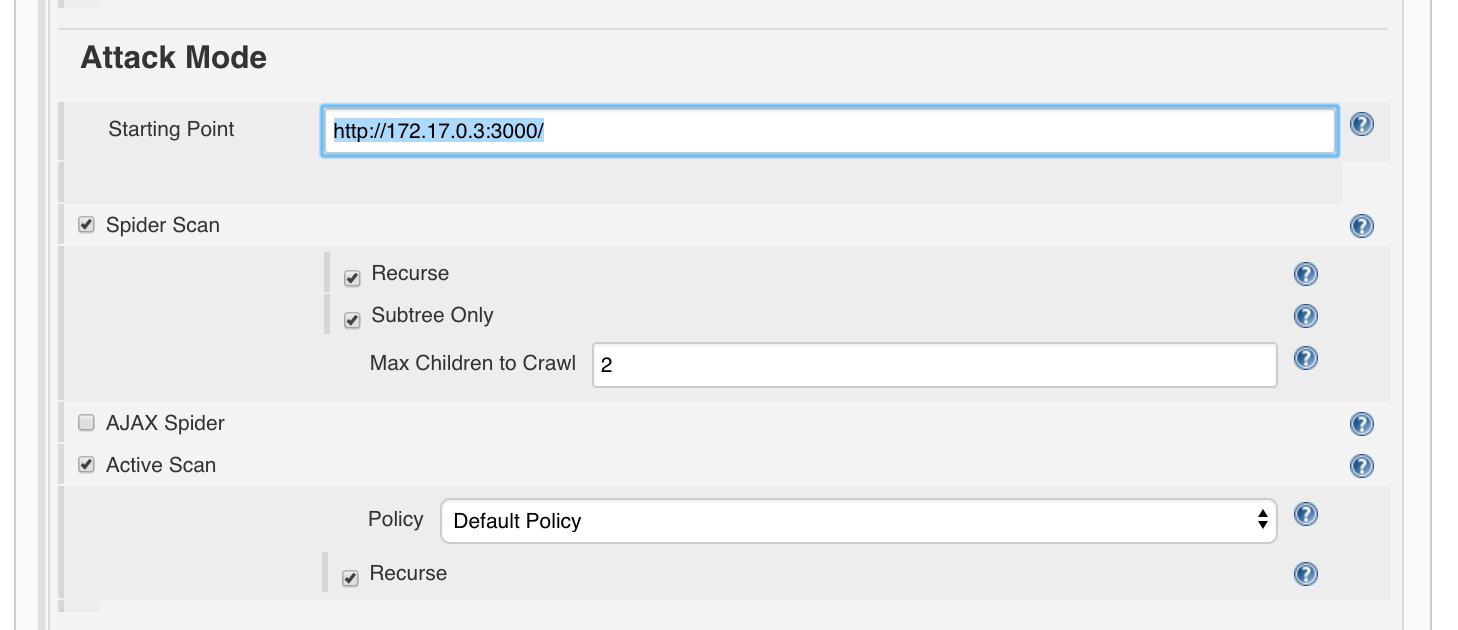 Attack Mode
Starting Point http://172.17.0.3:3000/
Spider Scan
Recurse
Subtree Only
Max Children to Crawl 2
AJAX Spider
Active Scan
Policy Default Policy
Recurse